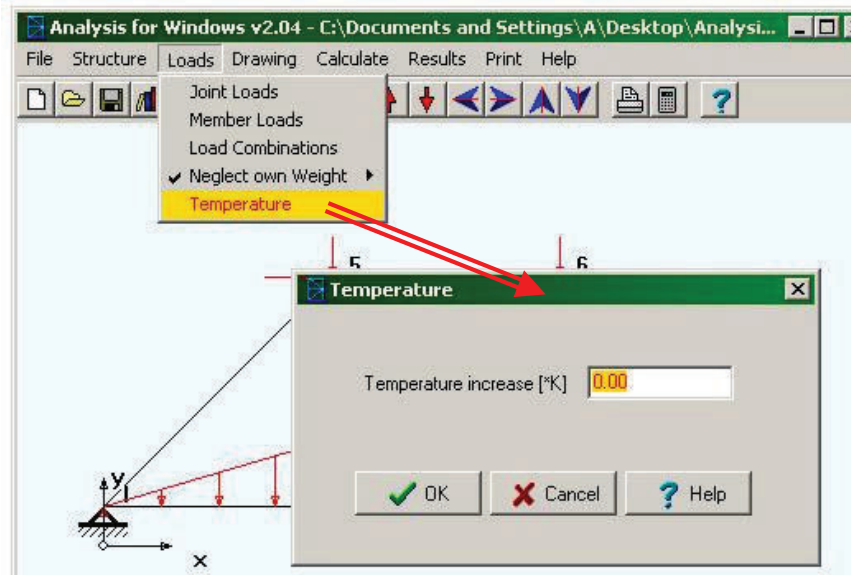 Analysis for Windows v2.04 - C:\Documents and Settings\A\Desktop\Analysi...
File Structure Loads Drawing Calculate Results Print Help
Joint Loads
Member Loads
Load Combinations
Neglect own Weight
Temperature
5 6
Temperature
Temperature increase [*K] 0.00
OK Cancel Help
y 1
x